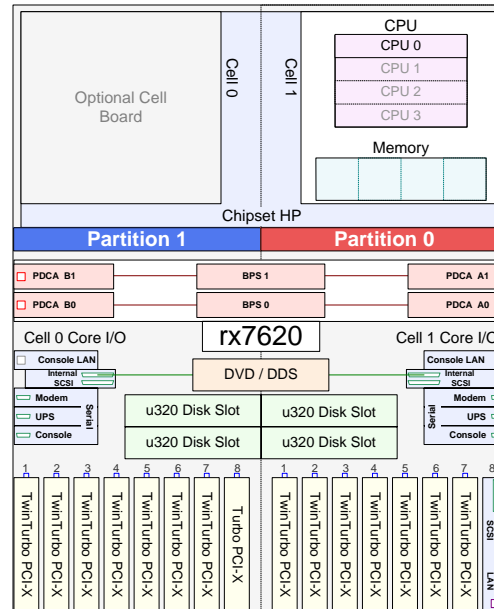 CPU
CPU 0
CPU 1
CPU 2
CPU 3
Optional Cell
Board
Cell 0
Cell 1
Memory
Chipset HP
Partition 1
Partition 0
PDCA B1
BPS 1
PDCA A1
PDCA B0
BPS 0
PDCA A0
rx7620
Cell 0 Core I/O
Cell 1 Core I/O
Console LAN
Internal
SCSI
Modem
UPS
Console
Serial
DVD / DDS
Console LAN
Internal
SCSI
Serial
Modem
UPS
Console
u320 Disk Slot
u320 Disk Slot
u320 Disk Slot
u320 Disk Slot
1 2 3 4 5 6 7 8
1 2 3 4 5 6 7 8
TwinTurbo PCI-X
TwinTurbo PCI-X
TwinTurbo PCI-X
TwinTurbo PCI-X
TwinTurbo PCI-X
TwinTurbo PCI-X
TwinTurbo PCI-X
Turbo PCI-X
TwinTurbo PCI-X
TwinTurbo PCI-X
TwinTurbo PCI-X
TwinTurbo PCI-X
TwinTurbo PCI-X
TwinTurbo PCI-X
TwinTurbo PCI-X
SCSI
LAN